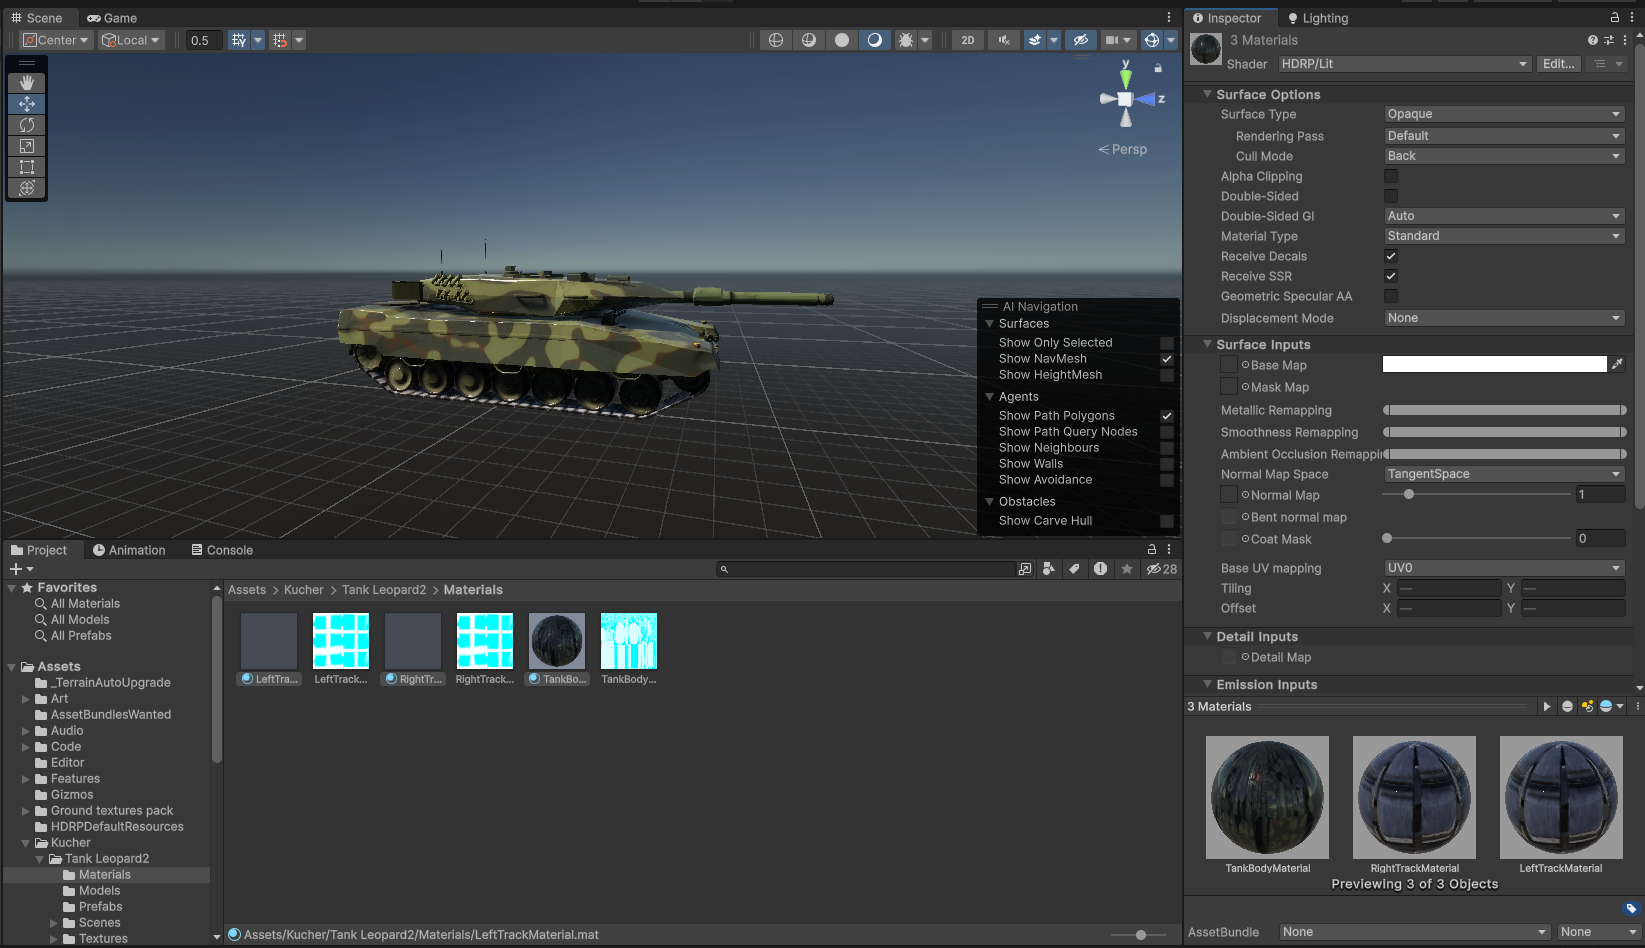 Scene
Game
Center
Local
0.5
2D
y
z
Persp
AI Navigation
Surfaces
Show Only Selected
Show NavMesh
Show HeightMesh
Agents
Show Path Polygons
Show Path Query Nodes
Show Neighbours
Show Walls
Show Avoidance
Obstacles
Show Carve Hull
Project
Animation
Console
28
Favorites
All Materials
All Models
All Prefabs
Assets
_TerrainAutoUpgrade
Art
AssetBundlesWanted
Audio
Code
Editor
Features
Gizmos
Ground textures pack
HDRPDefaultResources
Kucher
Tank Leopard2
Materials
Models
Prefabs
Scenes
Textures
Assets > Kucher > Tank Leopard2 > Materials
LeftTra...
LeftTrack...
RightTr...
RightTrack...
TankBo...
TankBody...
Assets/Kucher/Tank Leopard2/Materials/LeftTrackMaterial.mat
Inspector
Lighting
3 Materials
Shader HDRP/Lit Edit...
Surface Options
Surface Type Opaque
Rendering Pass Default
Cull Mode Back
Alpha Clipping
Double-Sided
Double-Sided GI Auto
Material Type Standard
Receive Decals
Receive SSR
Geometric Specular AA
Displacement Mode None
Surface Inputs
Base Map
Mask Map
Metallic Remapping
Smoothness Remapping
Ambient Occlusion Remappi
Normal Map Space TangentSpace
Normal Map 1
Bent normal map
Coat Mask 0
Base UV mapping UV0
Tiling X — Y —
Offset X — Y —
Detail Inputs
Detail Map
Emission Inputs
3 Materials
TankBodyMaterial
RightTrackMaterial
LeftTrackMaterial
Previewing 3 of 3 Objects
AssetBundle None None